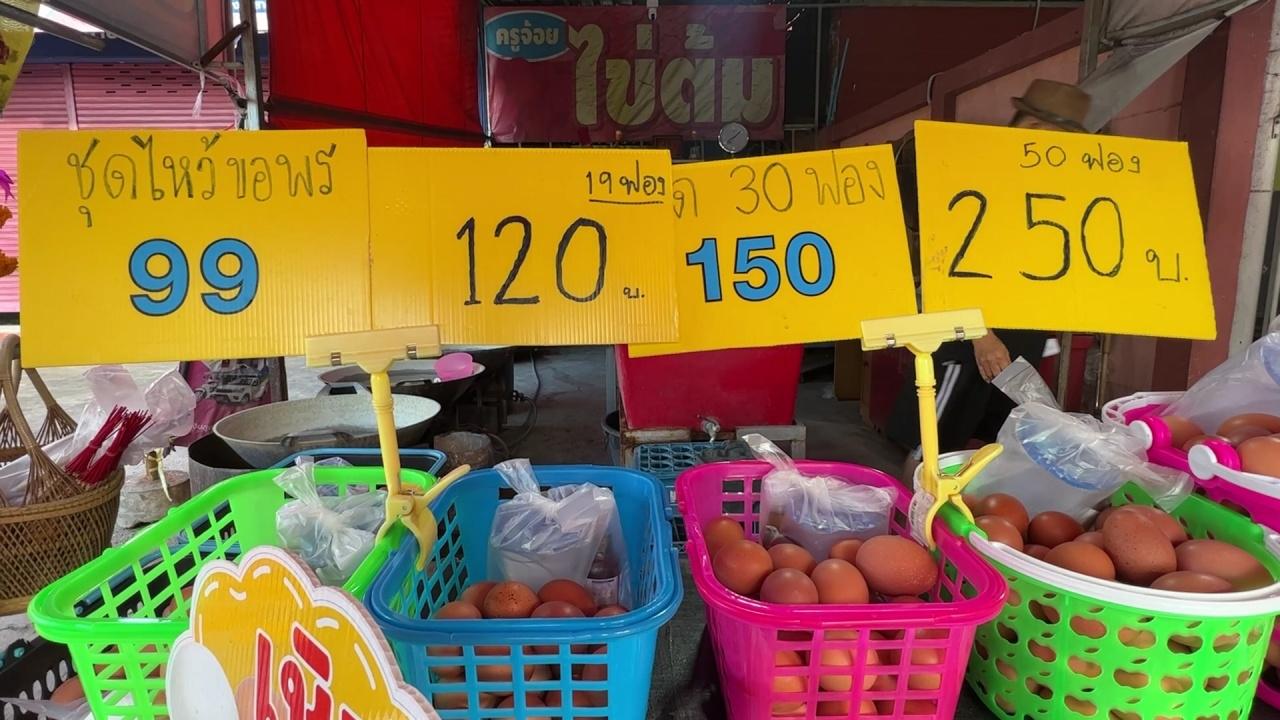 ครูจ้อย
ไข่ต้ม
ชุดไหว้ขอพร
99
19 ฟอง
120 บ.
30 ฟอง
150
50 ฟอง
250 บ.